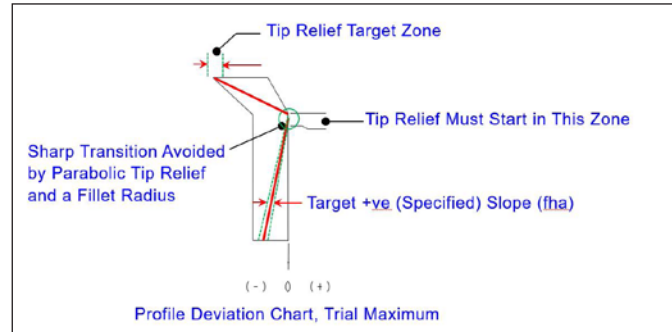 Tip Relief Target Zone
Tip Relief Must Start in This Zone
Sharp Transition Avoided
by Parabolic Tip Relief
and a Fillet Radius
Target +ve (Specified) Slope (fha)
(-) 0 (+)
Profile Deviation Chart, Trial Maximum